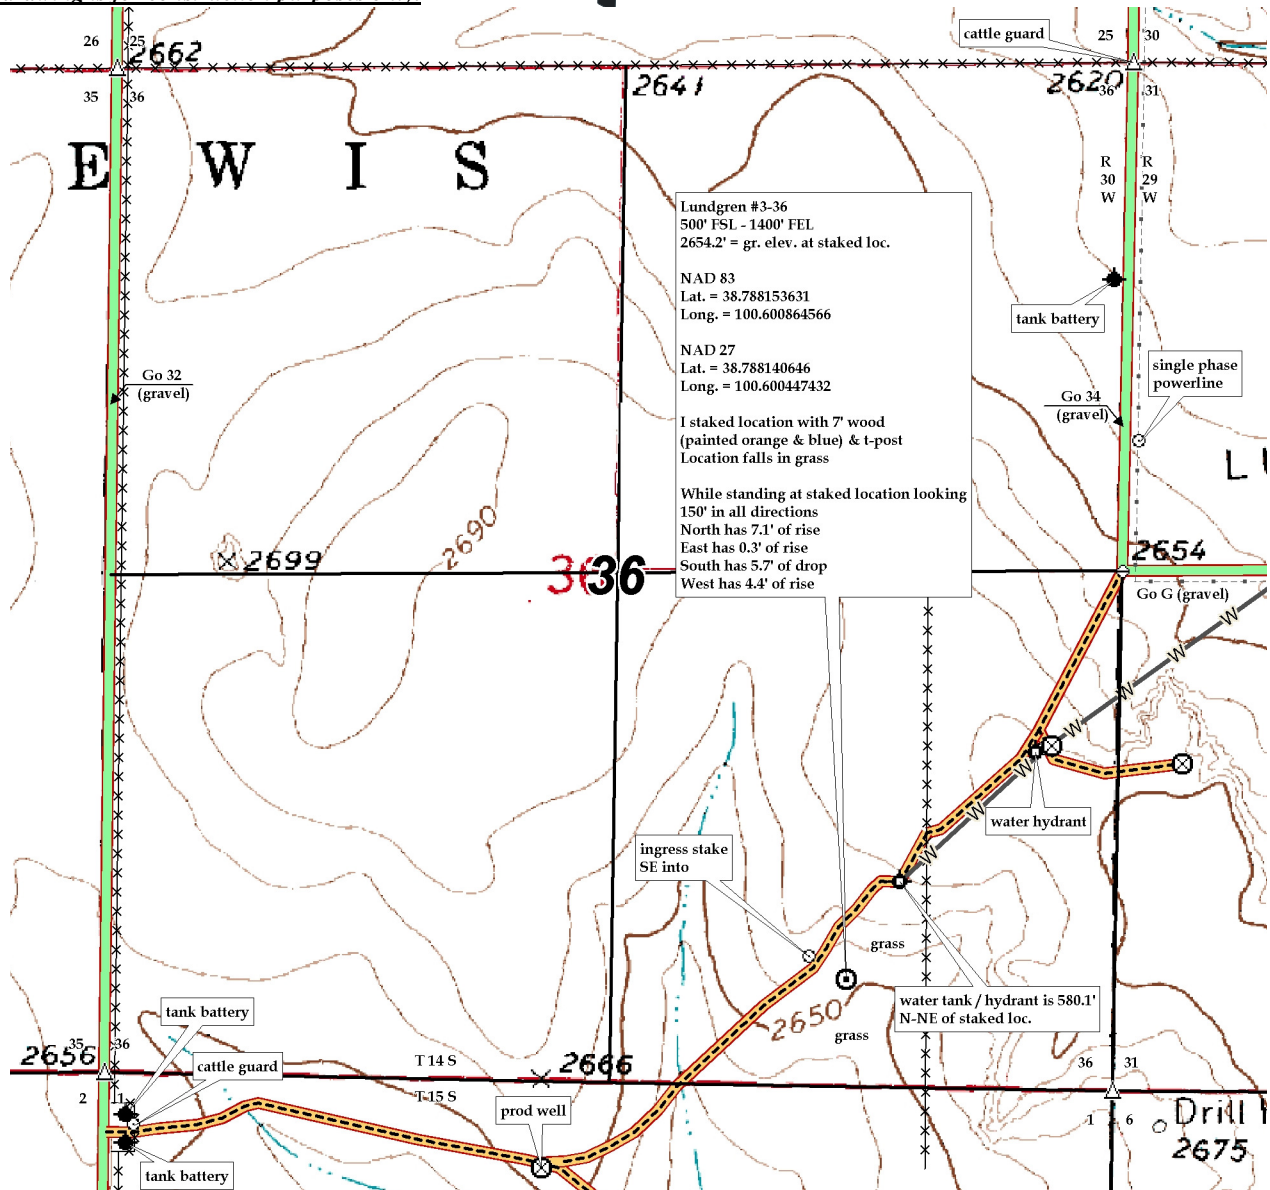 26 25
2662
35 36
cattle guard
25 30
2620
36 31
2641
E W I S
R R
30 29
W W
Lundgren #3-36
500' FSL - 1400' FEL
2654.2' = gr. elev. at staked loc.
NAD 83
Lat. = 38.788153631
Long. = 100.600864566
NAD 27
Lat. = 38.788140646
Long. = 100.600447432
I staked location with 7' wood
(painted orange & blue) & t-post
Location falls in grass
While standing at staked location looking
150' in all directions
North has 7.1' of rise
East has 0.3' of rise
South has 5.7' of drop
West has 4.4' of rise
tank battery
single phase
powerline
Go 32
(gravel)
Go 34
(gravel)
L
2690
2699
36
36
2654
Go G (gravel)
W
W
W
W
W
W
W
water hydrant
ingress stake
SE into
grass
water tank / hydrant is 580.1'
N-NE of staked loc.
2650
grass
tank battery
35 36
2656
cattle guard
T 14 S
2666
36 31
2 1
T 15 S
prod well
1 6
Drill
2675
tank battery